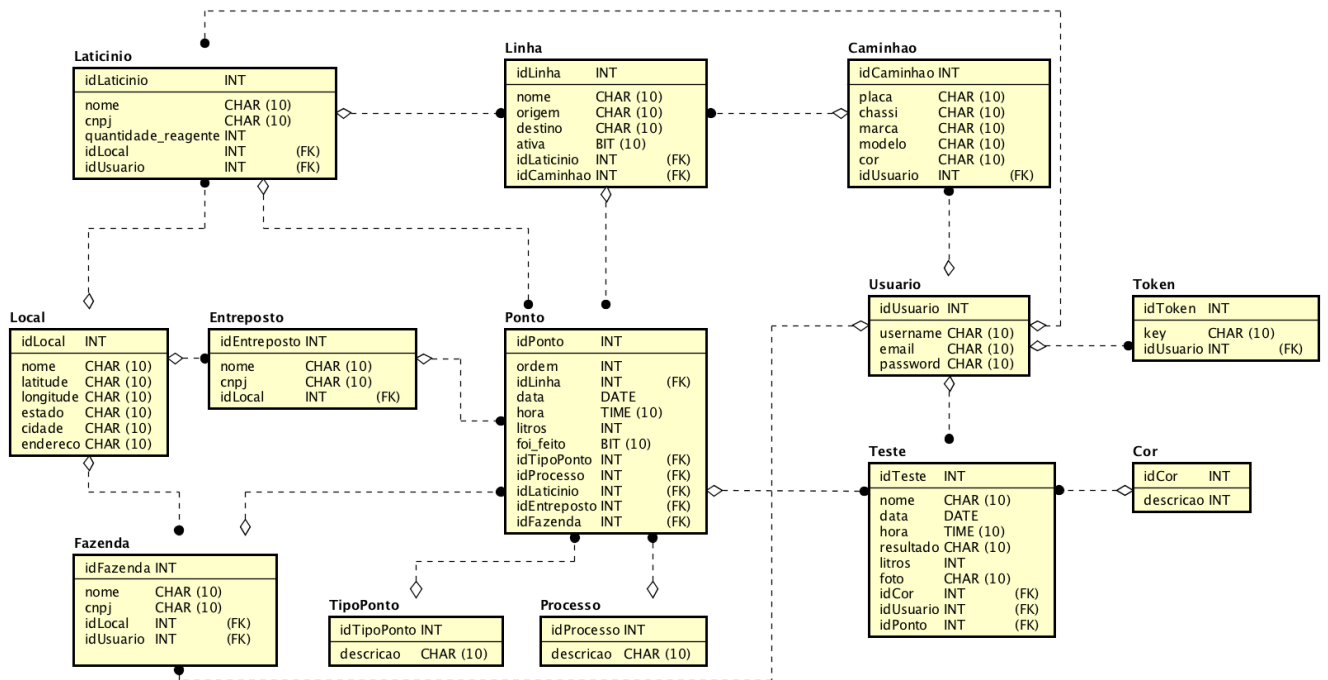 Laticinio
idLaticinio INT
nome CHAR (10)
cnpj CHAR (10)
quantidade_reagente INT
idLocal INT (FK)
idUsuario INT (FK)
Linha
idLinha INT
nome CHAR (10)
origem CHAR (10)
destino CHAR (10)
ativa BIT (10)
idLaticinio INT (FK)
idCaminhao INT (FK)
Caminhao
idCaminhao INT
placa CHAR (10)
chassi CHAR (10)
marca CHAR (10)
modelo CHAR (10)
cor CHAR (10)
idUsuario INT (FK)
Local
idLocal INT
nome CHAR (10)
latitude CHAR (10)
longitude CHAR (10)
estado CHAR (10)
cidade CHAR (10)
endereco CHAR (10)
Entreposto
idEntreposto INT
nome CHAR (10)
cnpj CHAR (10)
idLocal INT (FK)
Ponto
idPonto INT
ordem INT
idLinha INT (FK)
data DATE
hora TIME (10)
litros INT
foi_feito BIT (10)
idTipoPonto INT (FK)
idProcesso INT (FK)
idLaticinio INT (FK)
idEntreposto INT (FK)
idFazenda INT (FK)
Usuario
idUsuario INT
username CHAR (10)
email CHAR (10)
password CHAR (10)
Token
idToken INT
key CHAR (10)
idUsuario INT (FK)
Teste
idTeste INT
nome CHAR (10)
data DATE
hora TIME (10)
resultado CHAR (10)
litros INT
foto CHAR (10)
idCor INT (FK)
idUsuario INT (FK)
idPonto INT (FK)
Cor
idCor INT
descricao INT
Fazenda
idFazenda INT
nome CHAR (10)
cnpj CHAR (10)
idLocal INT (FK)
idUsuario INT (FK)
TipoPonto
idTipoPonto INT
descricao CHAR (10)
Processo
idProcesso INT
descricao CHAR (10)